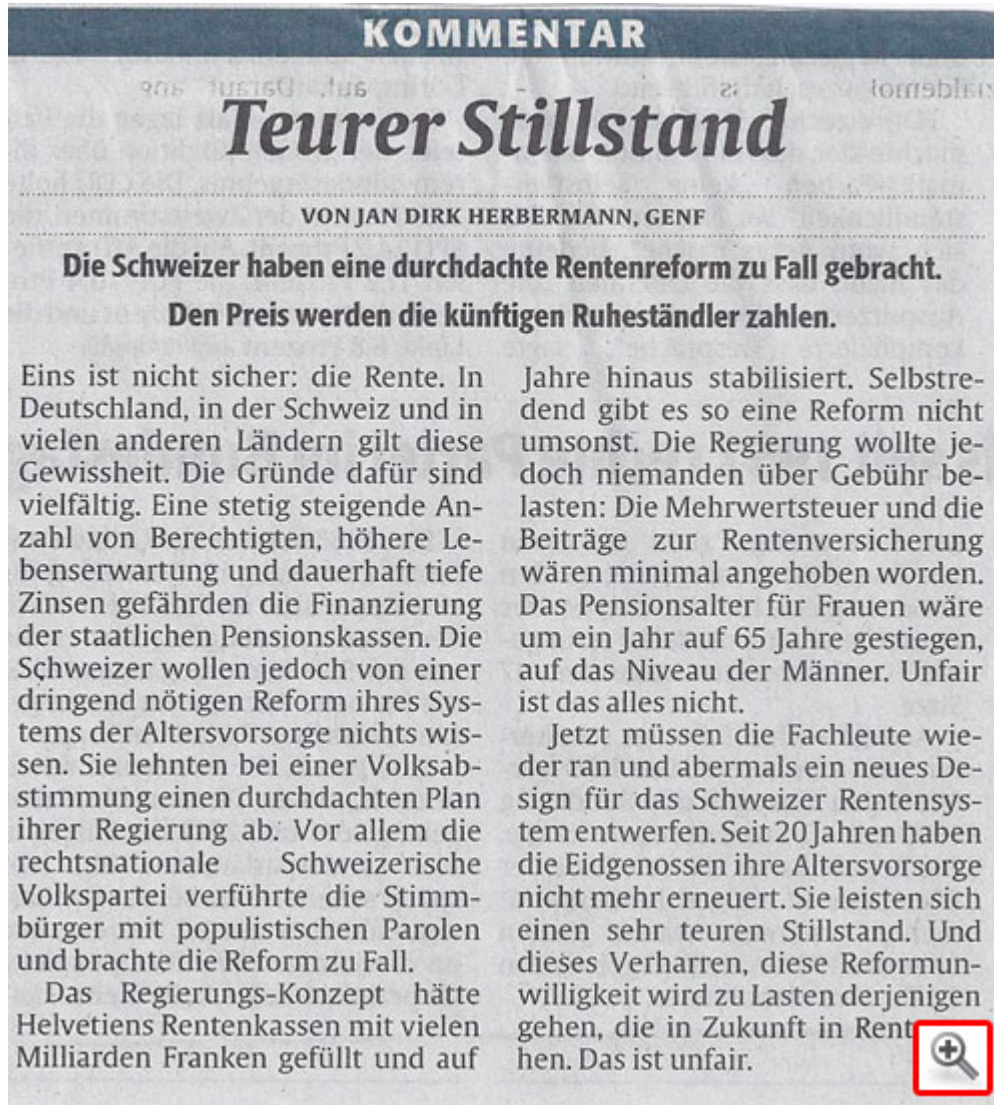 KOMMENTAR
Teurer Stillstand
VON JAN DIRK HERBERMANN, GENF
Die Schweizer haben eine durchdachte Rentenreform zu Fall gebracht.
Den Preis werden die künftigen Ruheständler zahlen.
Eins ist nicht sicher: die Rente. In
Deutschland, in der Schweiz und in
vielen anderen Ländern gilt diese
Gewissheit. Die Gründe dafür sind
vielfältig. Eine stetig steigende An-
zahl von Berechtigten, höhere Le-
benserwartung und dauerhaft tiefe
Zinsen gefährden die Finanzierung
der staatlichen Pensionskassen. Die
Schweizer wollen jedoch von einer
dringend nötigen Reform ihres Sys-
tems der Altersvorsorge nichts wis-
sen. Sie lehnten bei einer Volksab-
stimmung einen durchdachten Plan
ihrer Regierung ab. Vor allem die
rechtsnationale Schweizerische
Volkspartei verführte die Stimm-
bürger mit populistischen Parolen
und brachte die Reform zu Fall.
Das Regierungs-Konzept hätte
Helvetiens Rentenkassen mit vielen
Milliarden Franken gefüllt und auf
Jahre hinaus stabilisiert. Selbstre-
dend gibt es so eine Reform nicht
umsonst. Die Regierung wollte je-
doch niemanden über Gebühr be-
lasten: Die Mehrwertsteuer und die
Beiträge zur Rentenversicherung
wären minimal angehoben worden.
Das Pensionsalter für Frauen wäre
um ein Jahr auf 65 Jahre gestiegen,
auf das Niveau der Männer. Unfair
ist das alles nicht.
Jetzt müssen die Fachleute wie-
der ran und abermals ein neues De-
sign für das Schweizer Rentensys-
tem entwerfen. Seit 20 Jahren haben
die Eidgenossen ihre Altersvorsorge
nicht mehr erneuert. Sie leisten sich
einen sehr teuren Stillstand. Und
dieses Verharren, diese Reformun-
willigkeit wird zu Lasten derjenigen
gehen, die in Zukunft in
hen. Das ist unfair.